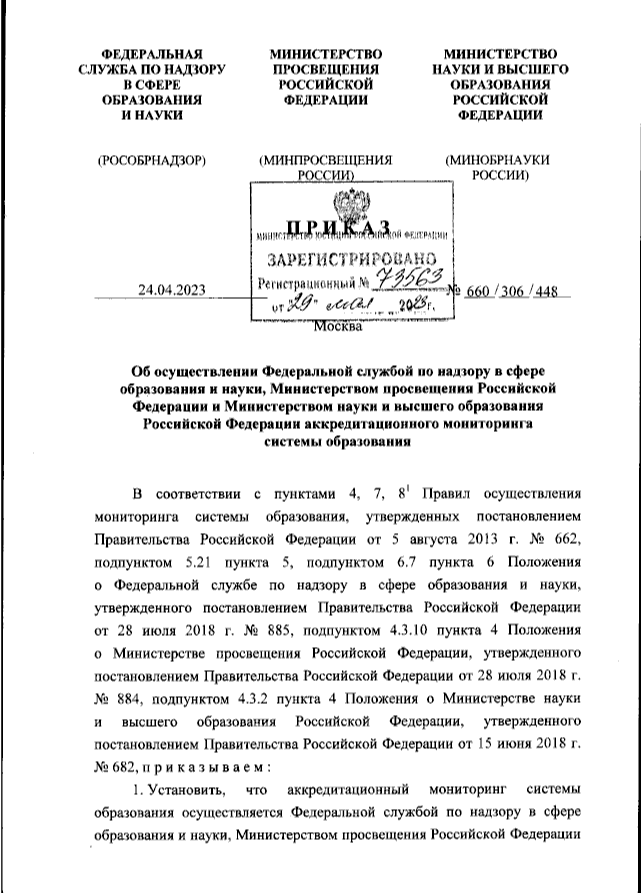 ФЕДЕРАЛЬНАЯ
СЛУЖБА ПО НАДЗОРУ
В СФЕРЕ
ОБРАЗОВАНИЯ
И НАУКИ
(РОСОБРНАДЗОР)
МИНИСТЕРСТВО
ПРОСВЕЩЕНИЯ
РОССИЙСКОЙ
ФЕДЕРАЦИИ
(МИНПРОСВЕЩЕНИЯ
РОССИИ)
МИНИСТЕРСТВО
НАУКИ И ВЫСШЕГО
ОБРАЗОВАНИЯ
РОССИЙСКОЙ
ФЕДЕРАЦИИ
(МИНОБРНАУКИ
РОССИИ)
П Р И К А З
МИНИСТЕРСТВО ЮСТИЦИИ РОССИЙСКОЙ ФЕДЕРАЦИИ
ЗАРЕГИСТРИРОВАНО
Регистрационный № 73563
от "29" мая 2023г.
24.04.2023
№ 660 / 306 / 448
Москва
Об осуществлении Федеральной службой по надзору в сфере
образования и науки, Министерством просвещения Российской
Федерации и Министерством науки и высшего образования
Российской Федерации аккредитационного мониторинга
системы образования
В соответствии с пунктами 4, 7, 8¹ Правил осуществления
мониторинга системы образования, утвержденных постановлением
Правительства Российской Федерации от 5 августа 2013 г. № 662,
подпунктом 5.21 пункта 5, подпунктом 6.7 пункта 6 Положения
о Федеральной службе по надзору в сфере образования и науки,
утвержденного постановлением Правительства Российской Федерации
от 28 июля 2018 г. № 885, подпунктом 4.3.10 пункта 4 Положения
о Министерстве просвещения Российской Федерации, утвержденного
постановлением Правительства Российской Федерации от 28 июля 2018 г.
№ 884, подпунктом 4.3.2 пункта 4 Положения о Министерстве науки
и высшего образования Российской Федерации, утвержденного
постановлением Правительства Российской Федерации от 15 июня 2018 г.
№ 682, п р и к а з ы в а е м :
1. Установить, что аккредитационный мониторинг системы
образования осуществляется Федеральной службой по надзору в сфере
образования и науки, Министерством просвещения Российской Федерации